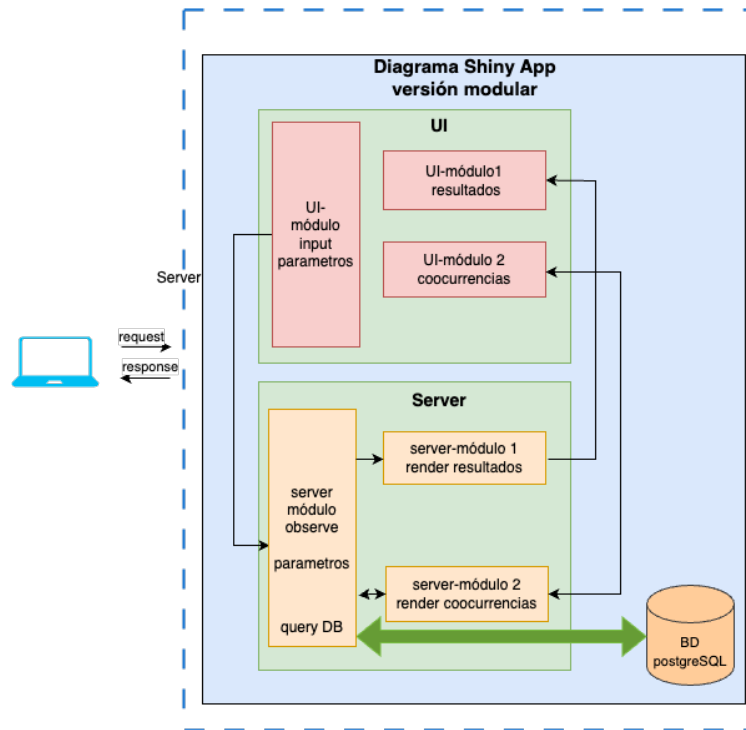 Diagrama Shiny App
versión modular
UI
UI-
módulo
input
parametros
UI-módulo1
resultados
UI-módulo 2
coocurrencias
Server
request
response
Server
server
módulo
observe
parametros
query DB
server-módulo 1
render resultados
server-módulo 2
render coocurrencias
BD
postgreSQL